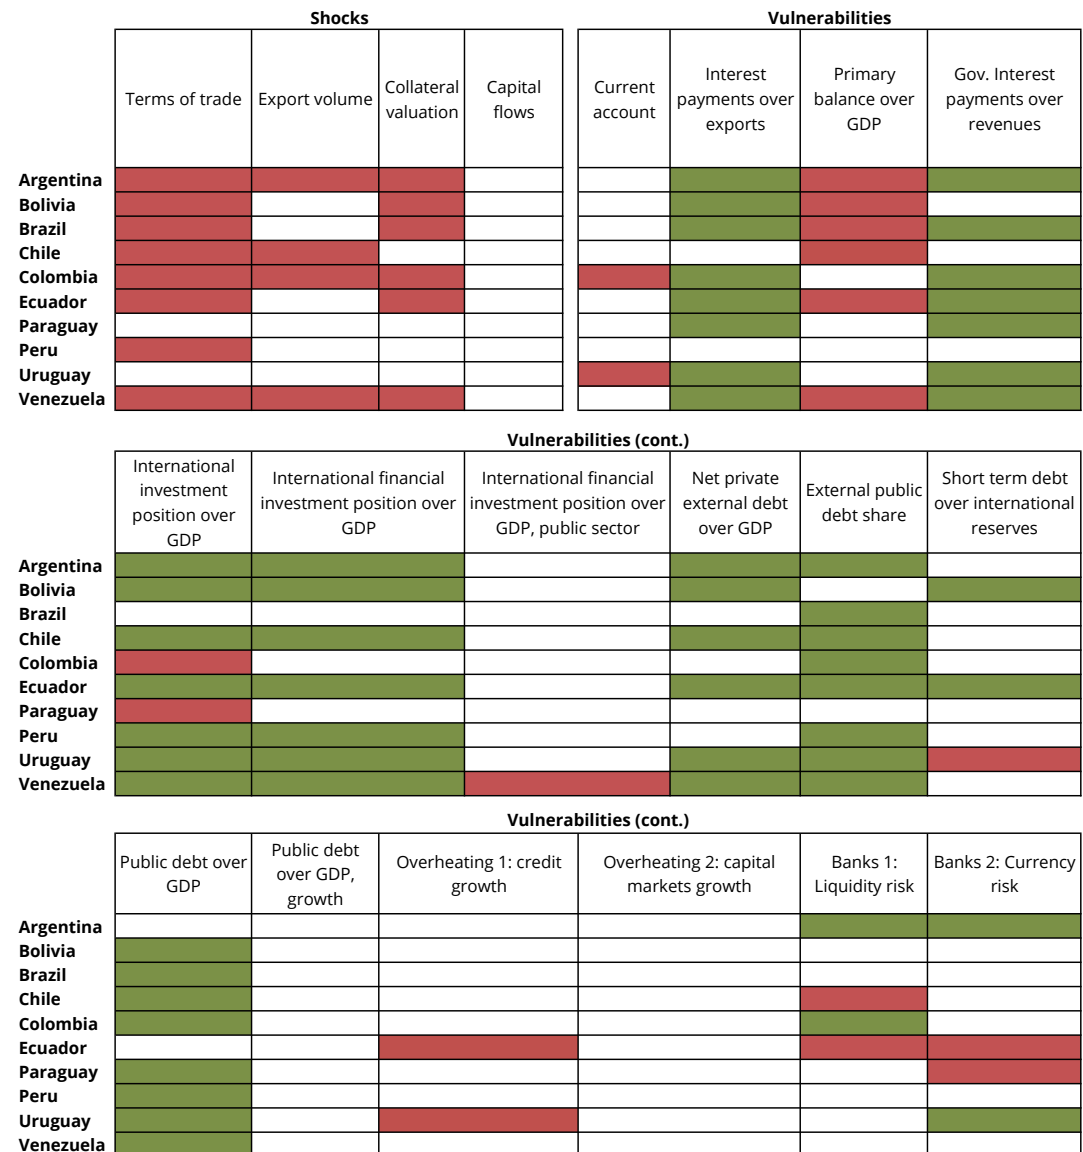 Shocks
Vulnerabilities
Terms of trade
Export volume
Collateral
valuation
Capital
flows
Current
account
Interest
payments over
exports
Primary
balance over
GDP
Gov. Interest
payments over
revenues
Argentina
Bolivia
Brazil
Chile
Colombia
Ecuador
Paraguay
Peru
Uruguay
Venezuela
Vulnerabilities (cont.)
International
investment
position over
GDP
International financial
investment position over
GDP
International financial
investment position over
GDP, public sector
Net private
external debt
over GDP
External public
debt share
Short term debt
over international
reserves
Argentina
Bolivia
Brazil
Chile
Colombia
Ecuador
Paraguay
Peru
Uruguay
Venezuela
Vulnerabilities (cont.)
Public debt over
GDP
Public debt
over GDP,
growth
Overheating 1: credit
growth
Overheating 2: capital
markets growth
Banks 1:
Liquidity risk
Banks 2: Currency
risk
Argentina
Bolivia
Brazil
Chile
Colombia
Ecuador
Paraguay
Peru
Uruguay
Venezuela